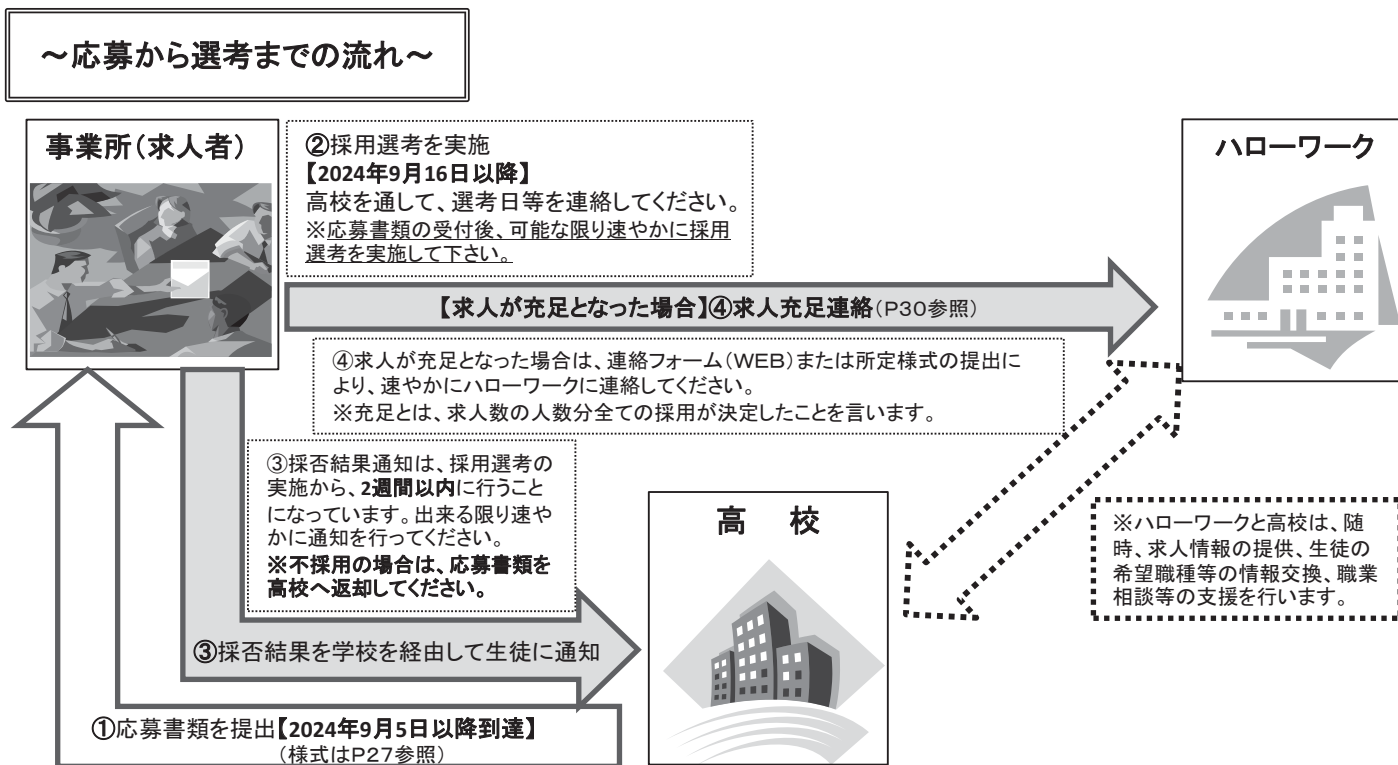 ～応募から選考までの流れ～
事業所(求人者)
②採用選考を実施
【2024年9月16日以降】
高校を通して、選考日等を連絡してください。
※応募書類の受付後、可能な限り速やかに採用
選考を実施して下さい。
ハローワーク
【求人が充足となった場合】④求人充足連絡(P30参照)
④求人が充足となった場合は、連絡フォーム(WEB)または所定様式の提出に
より、速やかにハローワークに連絡してください。
※充足とは、求人数の人数分全ての採用が決定したことを言います。
③採否結果通知は、採用選考の
実施から、2週間以内に行うこと
になっています。出来る限り速や
かに通知を行ってください。
※不採用の場合は、応募書類を
高校へ返却してください。
高　校
※ハローワークと高校は、随
時、求人情報の提供、生徒の
希望職種等の情報交換、職業
相談等の支援を行います。
③採否結果を学校を経由して生徒に通知
①応募書類を提出【2024年9月5日以降到達】
(様式はP27参照)